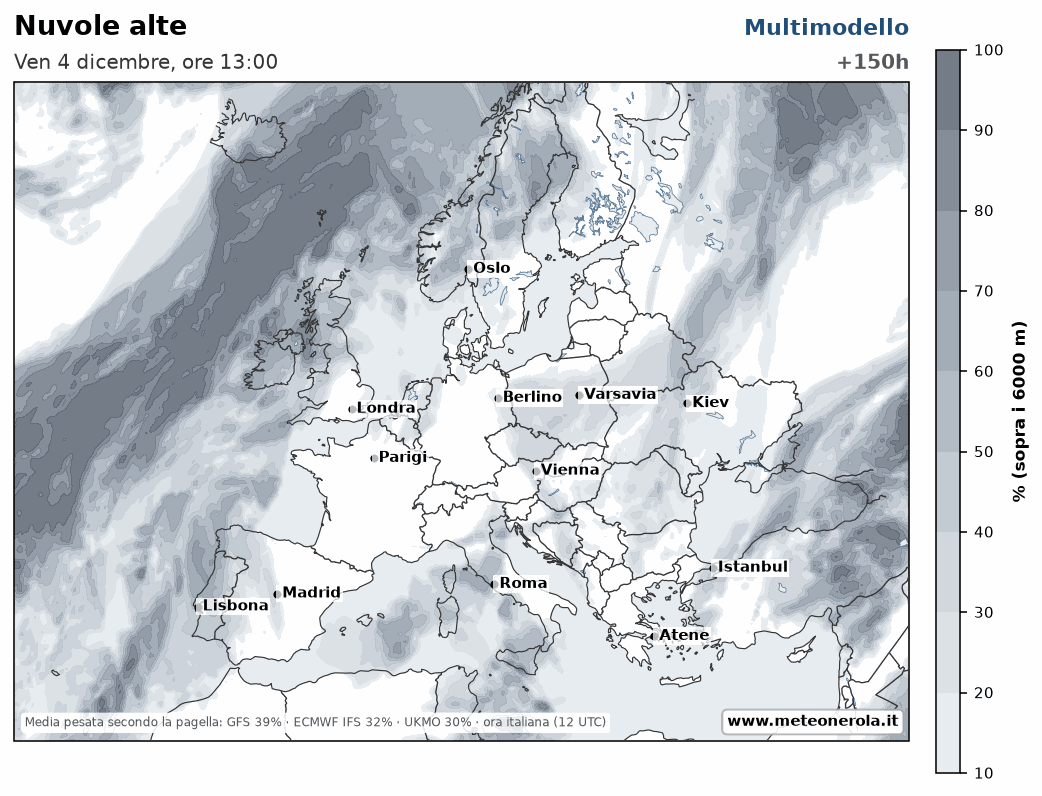 Nuvole alte
Multimodello
Ven 4 dicembre, ore 13:00
+150h
100
90
80
70
60
50
40
30
20
10
% (sopra i 6000 m)
Oslo
Berlino
Varsavia
Kiev
Londra
Parigi
Vienna
Istanbul
Roma
Madrid
Lisbona
Atene
Media pesata secondo la pagella: GFS 39% · ECMWF IFS 32% · UKMO 30% · ora italiana (12 UTC)
www.meteonerola.it